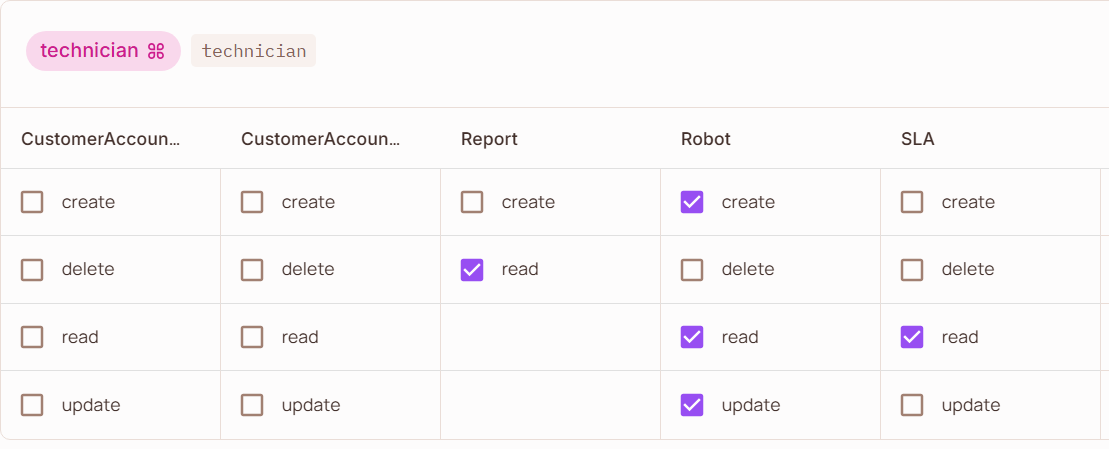 technician technician
CustomerAccoun... CustomerAccoun... Report Robot SLA
create create create create create
delete delete read delete delete
read read read read
update update update update